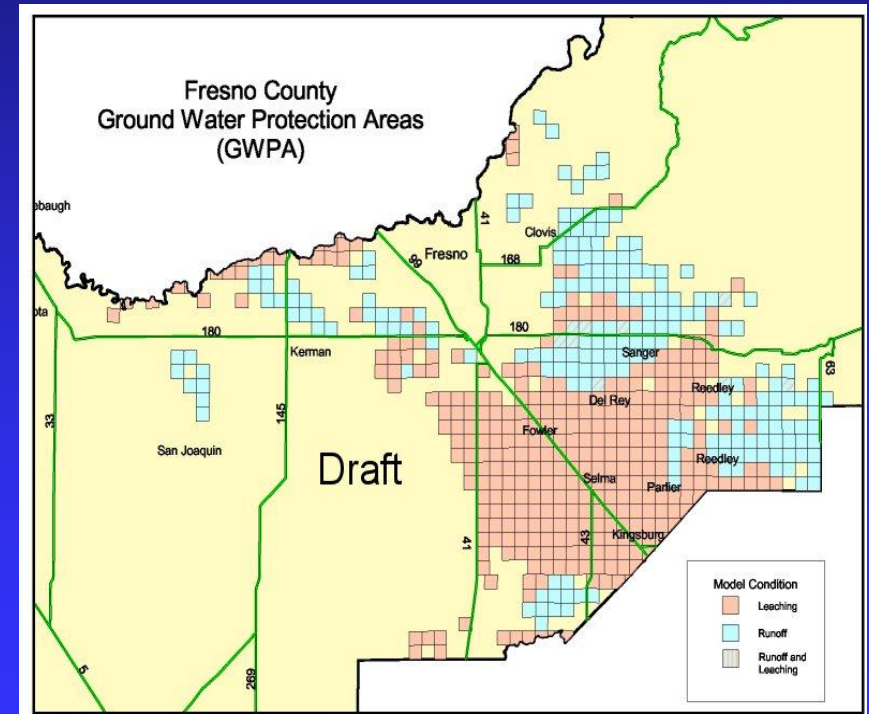 Fresno County
Ground Water Protection Areas
(GWPA)
ebaugh
41
Clovis
Fresno
168
99
ota
180
180
Kerman
Sanger
63
Reedley
Del Rey
33
145
Fowler
San Joaquin
Draft
Reedley
Selma
Parlier
41
43
Kingsburg
Model Condition
Leaching
Runoff
Runoff and
Leaching
5
269